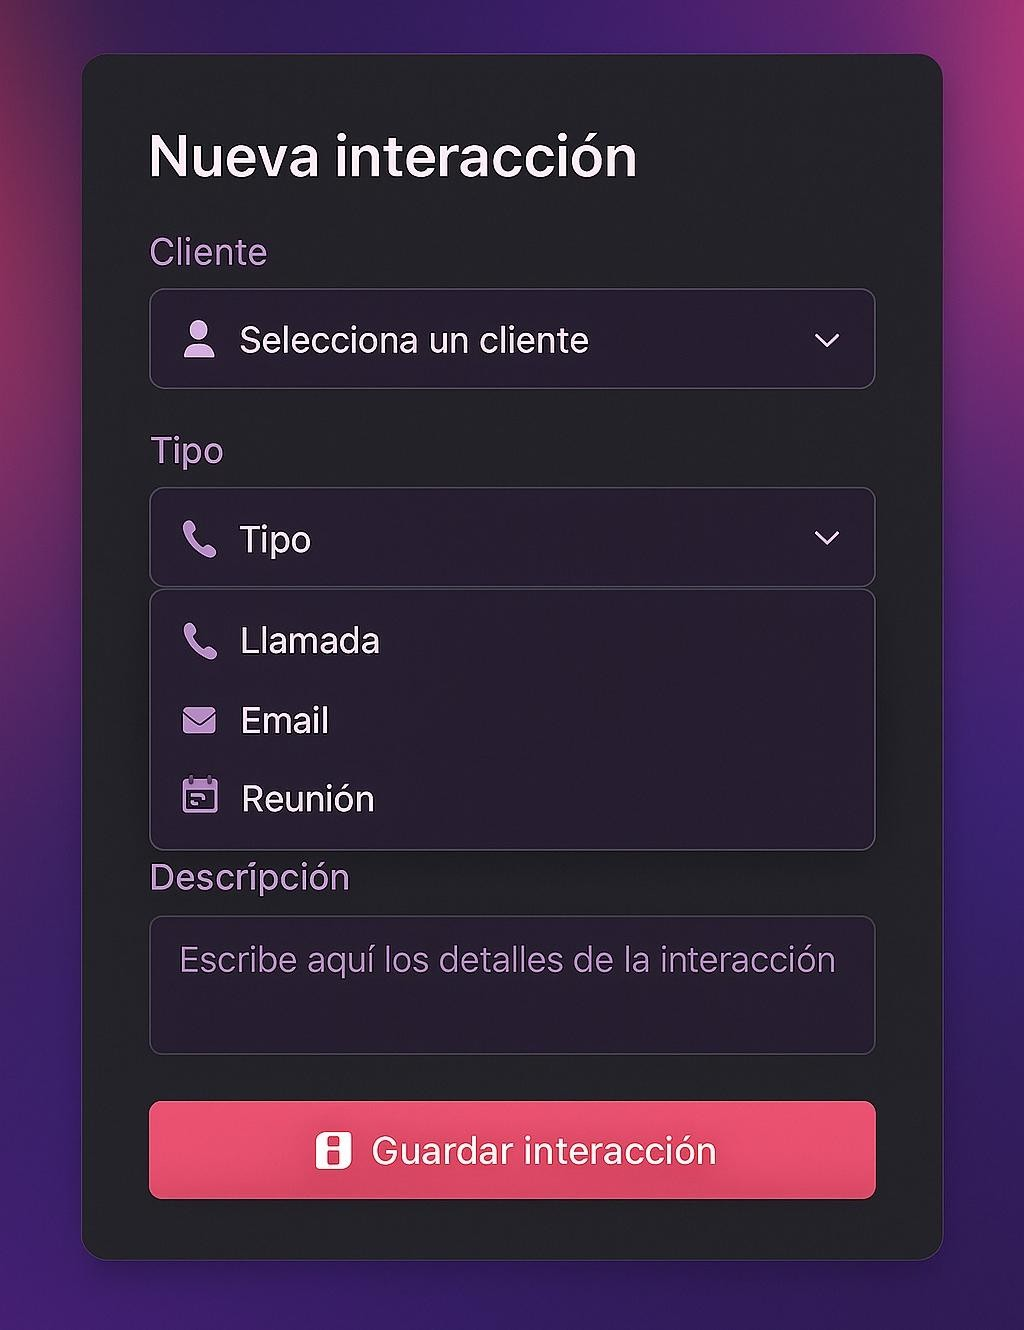 Nueva interacción
Cliente
Selecciona un cliente
Tipo
Tipo
Llamada
Email
Reunión
Descrípción
Escribe aquí los detalles de la interacción
Guardar interacción